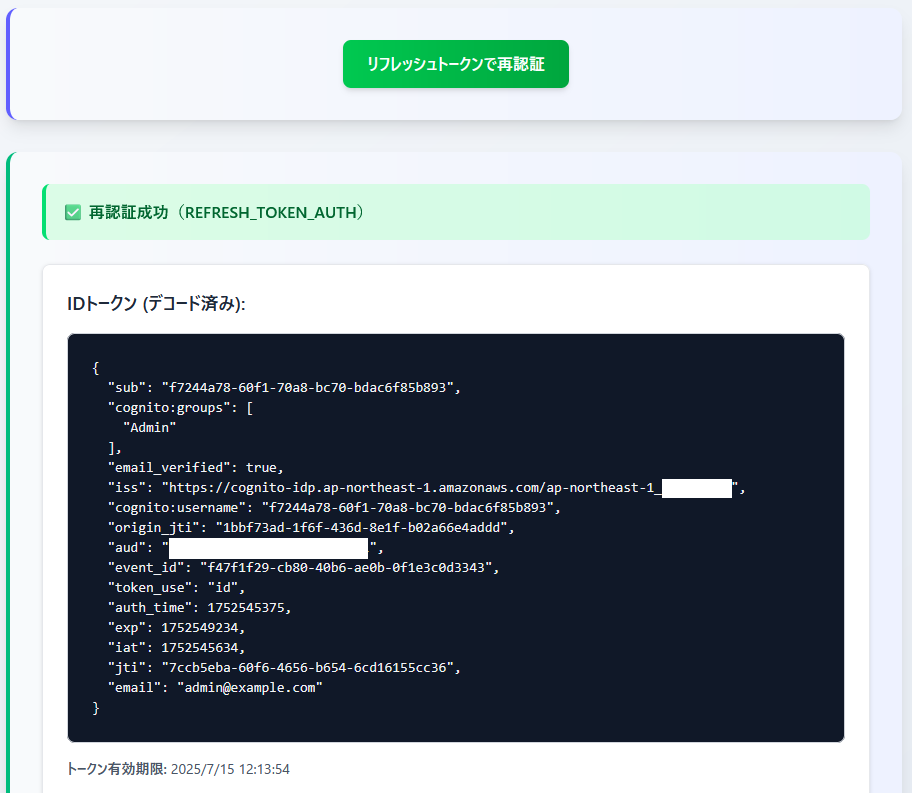 リフレッシュトークンで再認証
✅ 再認証成功（REFRESH_TOKEN_AUTH）
IDトークン (デコード済み):
{
  "sub": "f7244a78-60f1-70a8-bc70-bdac6f85b893",
  "cognito:groups": [
    "Admin"
  ],
  "email_verified": true,
  "iss": "https://cognito-idp.ap-northeast-1.amazonaws.com/ap-northeast-1_",
  "cognito:username": "f7244a78-60f1-70a8-bc70-bdac6f85b893",
  "origin_jti": "1bbf73ad-1f6f-436d-8e1f-b02a66e4addd",
  "aud": "",
  "event_id": "f47f1f29-cb80-40b6-ae0b-0f1e3c0d3343",
  "token_use": "id",
  "auth_time": 1752545375,
  "exp": 1752549234,
  "iat": 1752545634,
  "jti": "7ccb5eba-60f6-4656-b654-6cd16155cc36",
  "email": "admin@example.com"
}
トークン有効期限: 2025/7/15 12:13:54